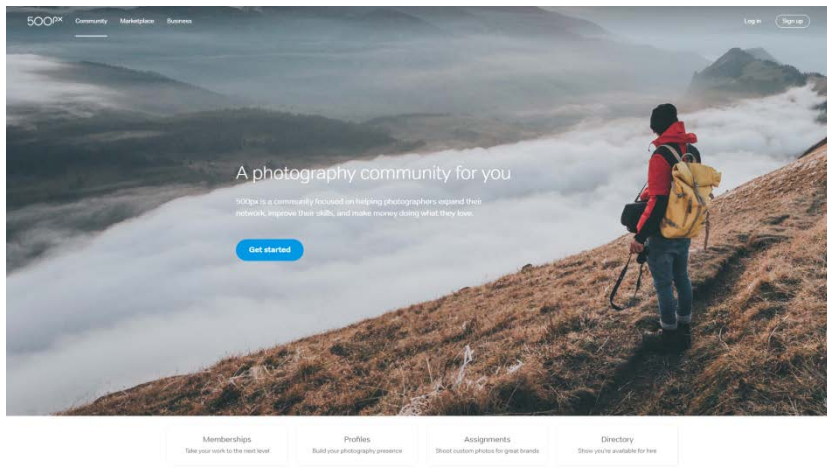 500px
Community Marketplace Business
Log in Sign up
A photography community for you
500px is a community focused on helping photographers expand their
network, improve their skills, and make money doing what they love.
Get started
Memberships
Take your work to the next level
Profiles
Build your photography presence
Assignments
Shoot custom photos for great brands
Directory
Show you're available for hire